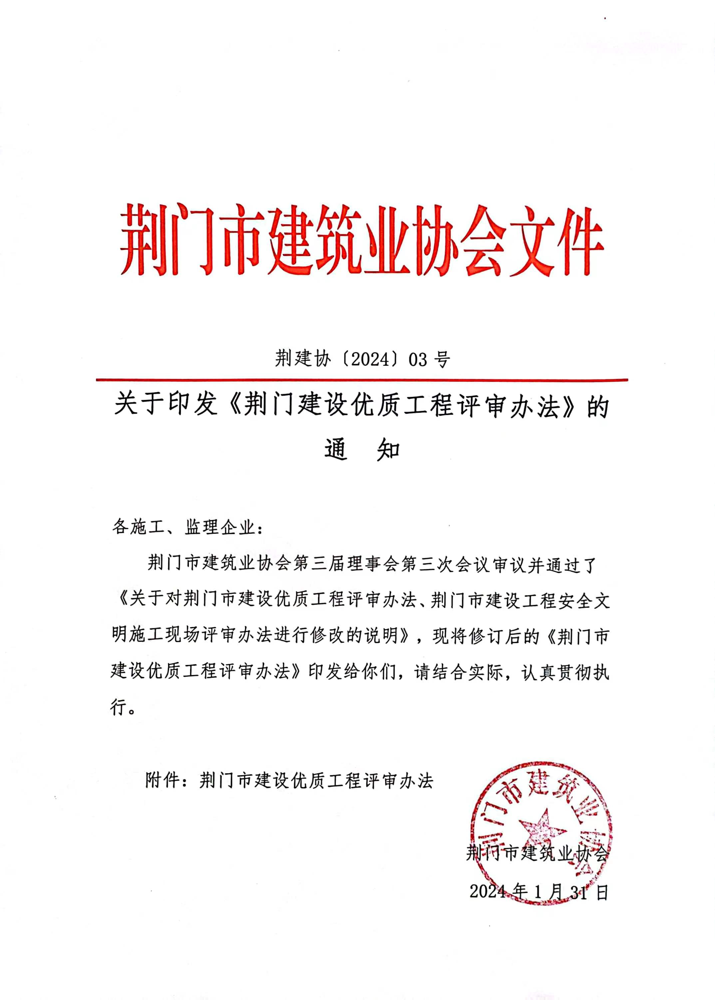 荆门市建筑业协会文件
荆建协〔2024〕03 号
关于印发《荆门建设优质工程评审办法》的
通 知
各施工、监理企业：
荆门市建筑业协会第三届理事会第三次会议审议并通过了
《关于对荆门市建设优质工程评审办法、荆门市建设工程安全文
明施工现场评审办法进行修改的说明》，现将修订后的《荆门市
建设优质工程评审办法》印发给你们，请结合实际，认真贯彻执
行。
附件：荆门市建设优质工程评审办法
荆门市建筑业协会
荆门市建筑业协会
2024 年 1 月 31 日